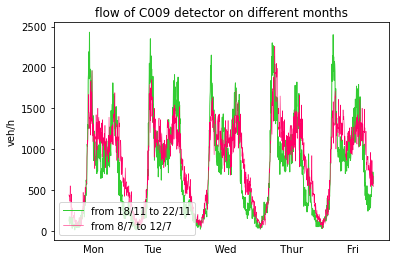 flow of C009 detector on different months
2500
2000
1500
1000
500
0
veh/h
from 18/11 to 22/11
from 8/7 to 12/7
Mon Tue Wed Thur Fri